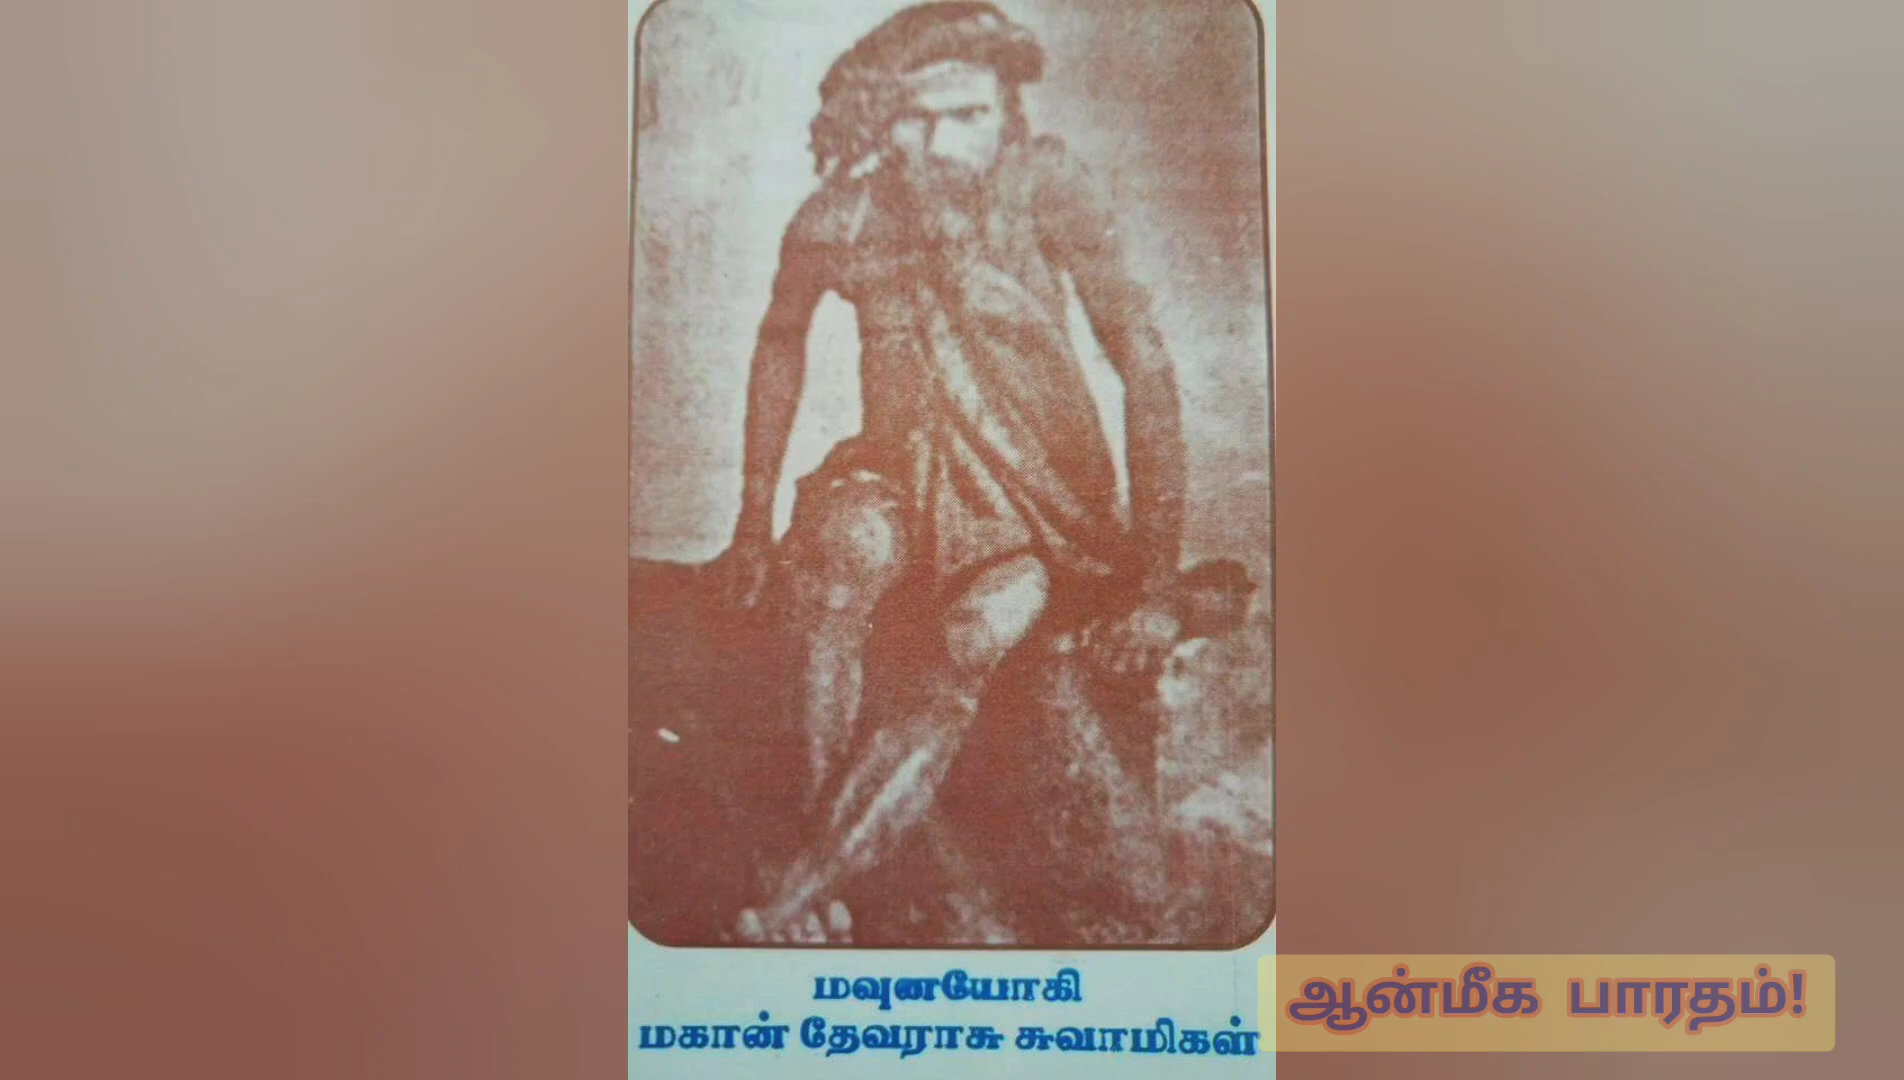 மவுனயோகி
மகான் தேவராசு சுவாமிகள்
ஆன்மீக பாரதம்!